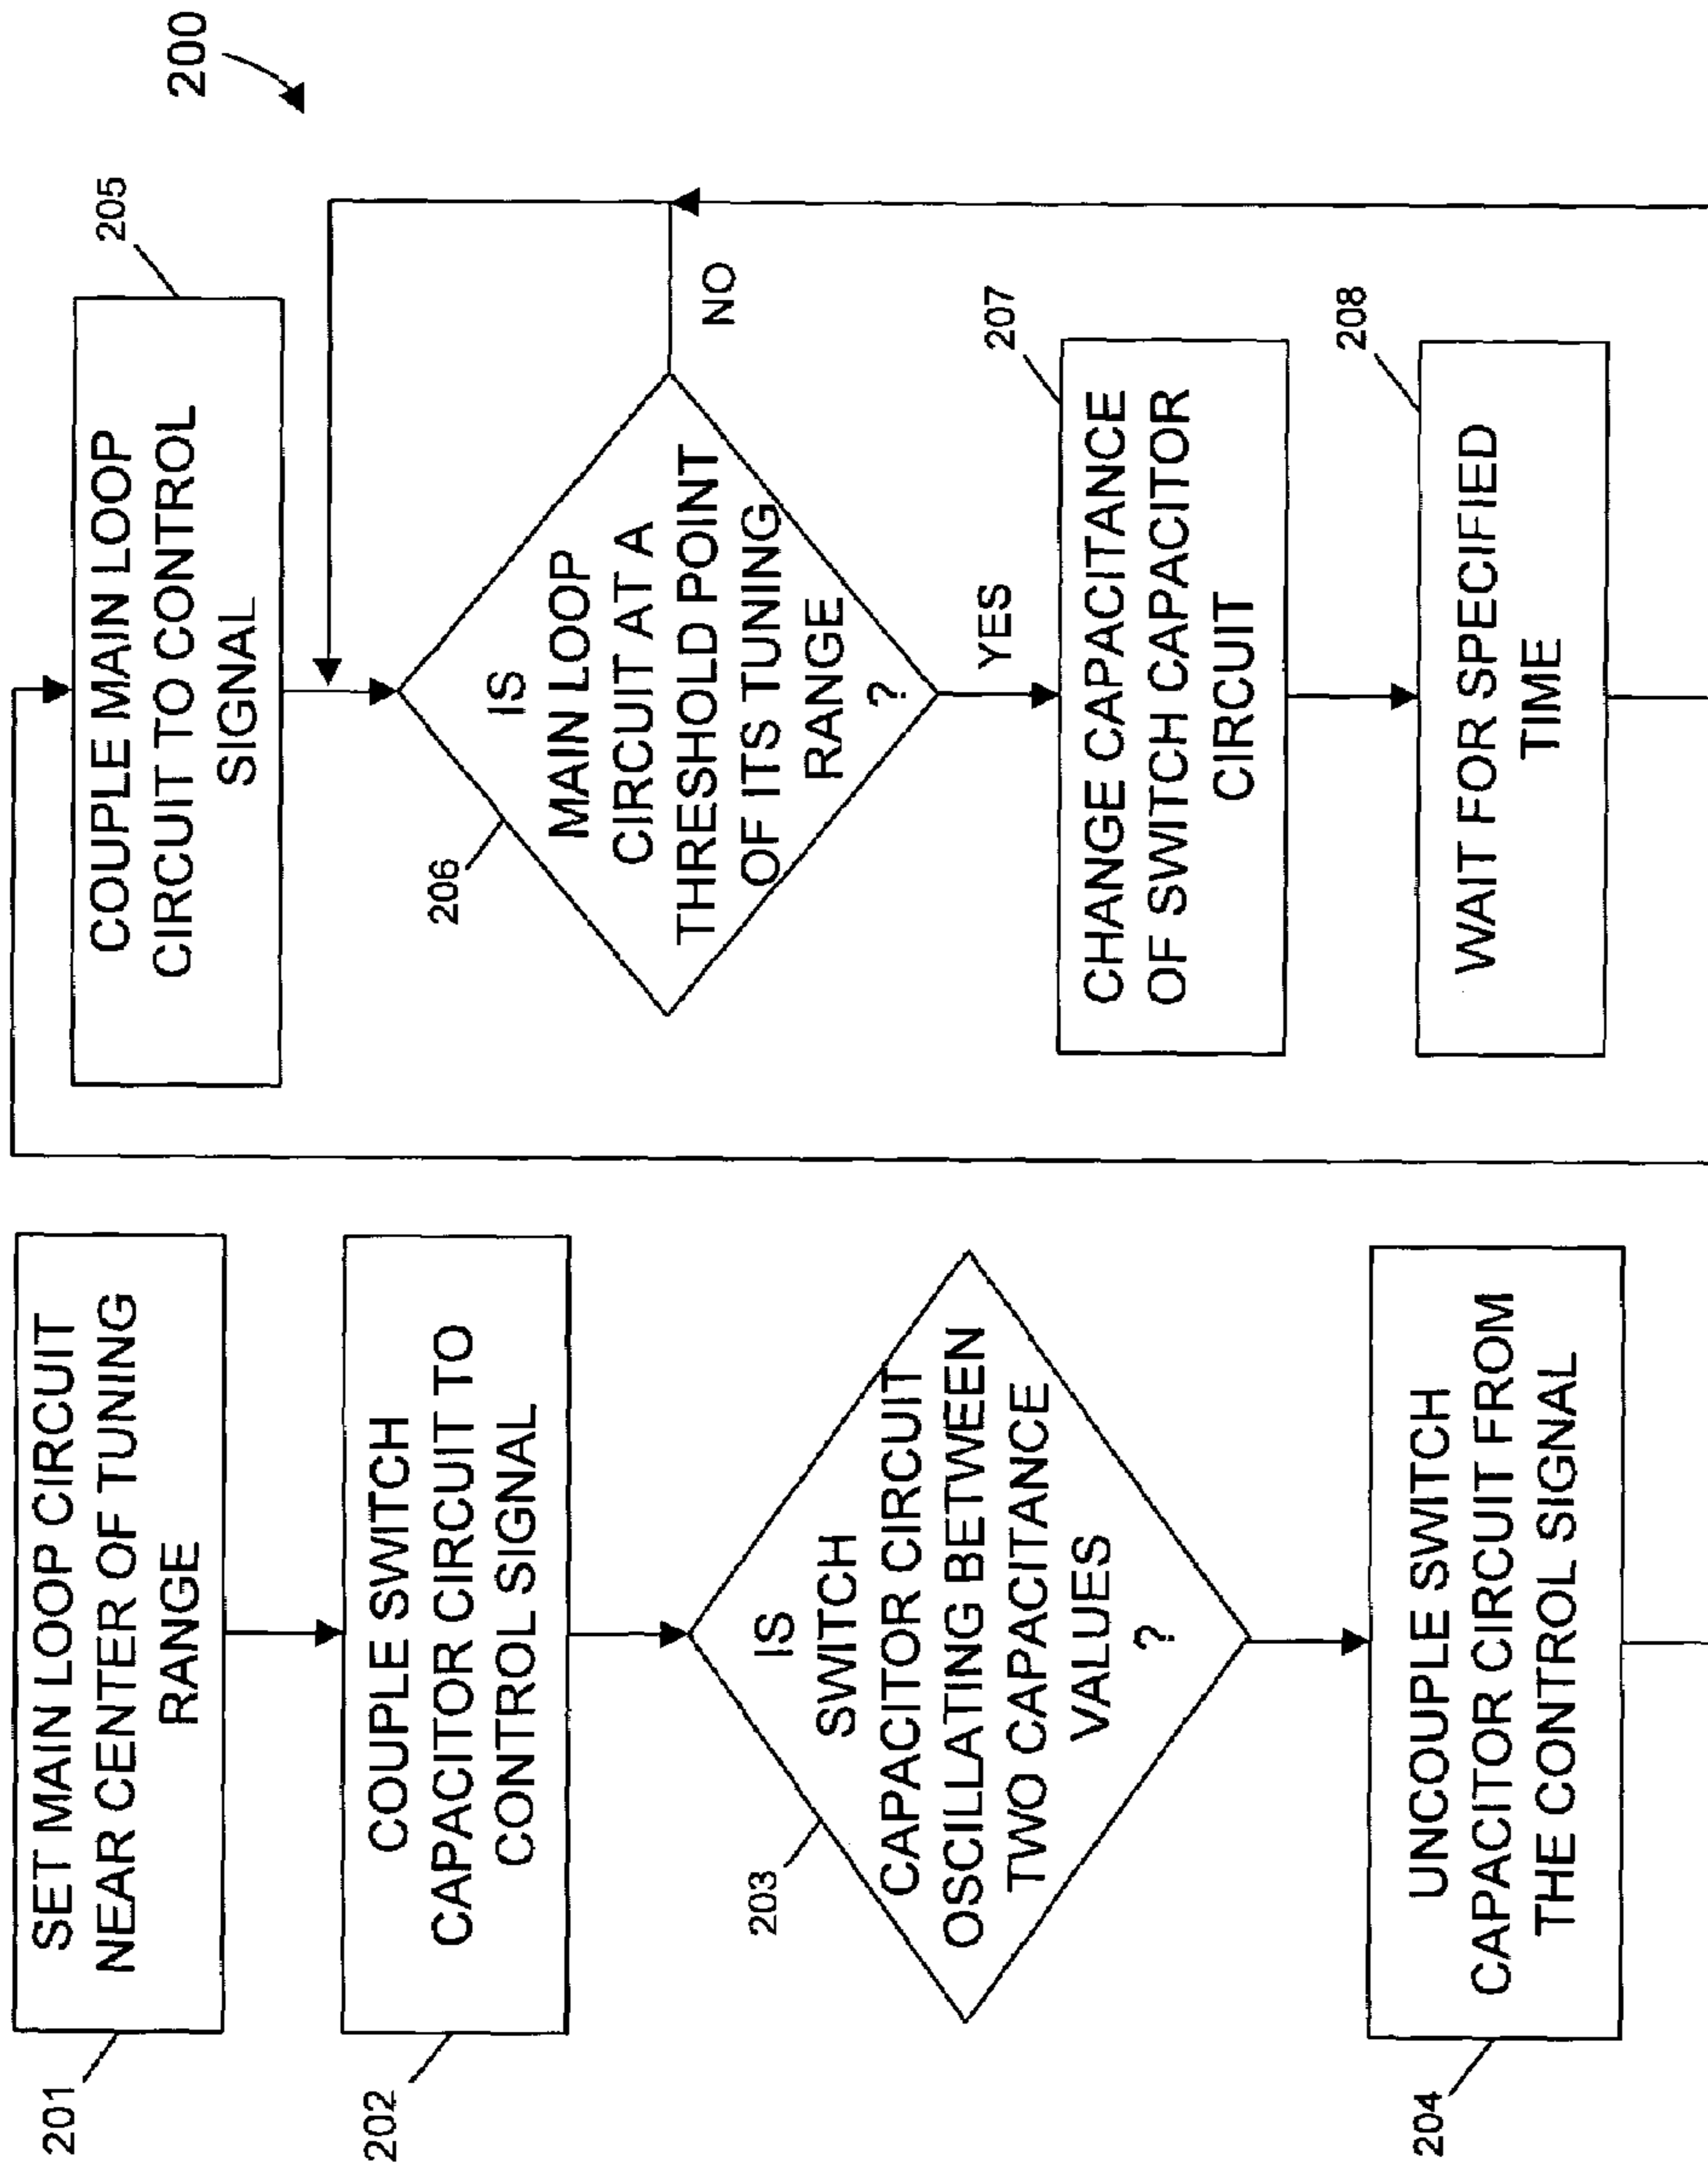 200
201
SET MAIN LOOP CIRCUIT
NEAR CENTER OF TUNING
RANGE
202
COUPLE SWITCH
CAPACITOR CIRCUIT TO
CONTROL SIGNAL
203
IS
SWITCH
CAPACITOR CIRCUIT
OSCILLATING BETWEEN
TWO CAPACITANCE
VALUES
?
204
UNCOUPLE SWITCH
CAPACITOR CIRCUIT FROM
THE CONTROL SIGNAL
205
COUPLE MAIN LOOP
CIRCUIT TO CONTROL
SIGNAL
206
IS
MAIN LOOP
CIRCUIT AT A
THRESHOLD POINT
OF ITS TUNING
RANGE
?
NO
YES
207
CHANGE CAPACITANCE
OF SWITCH CAPACITOR
CIRCUIT
208
WAIT FOR SPECIFIED
TIME